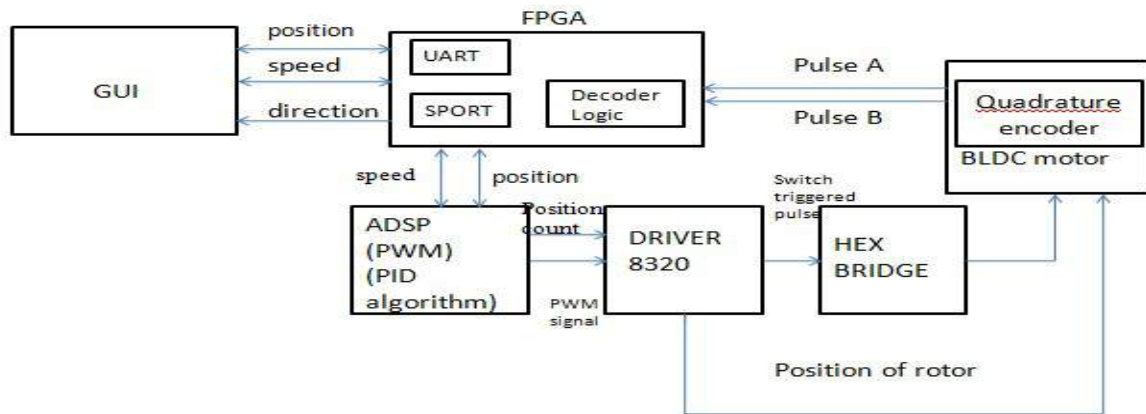 FPGA
position
speed
direction
GUI
UART
SPORT
Decoder
Logic
Pulse A
Pulse B
Quadrature
encoder
BLDC motor
speed
position
Position
count
ADSP
(PWM)
(PID
algorithm)
PWM
signal
DRIVER
8320
Switch
triggered
pulse
HEX
BRIDGE
Position of rotor